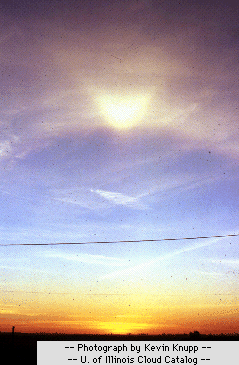 -- Photograph by Kevin Knupp --
-- U. of Illinois Cloud Catalog --